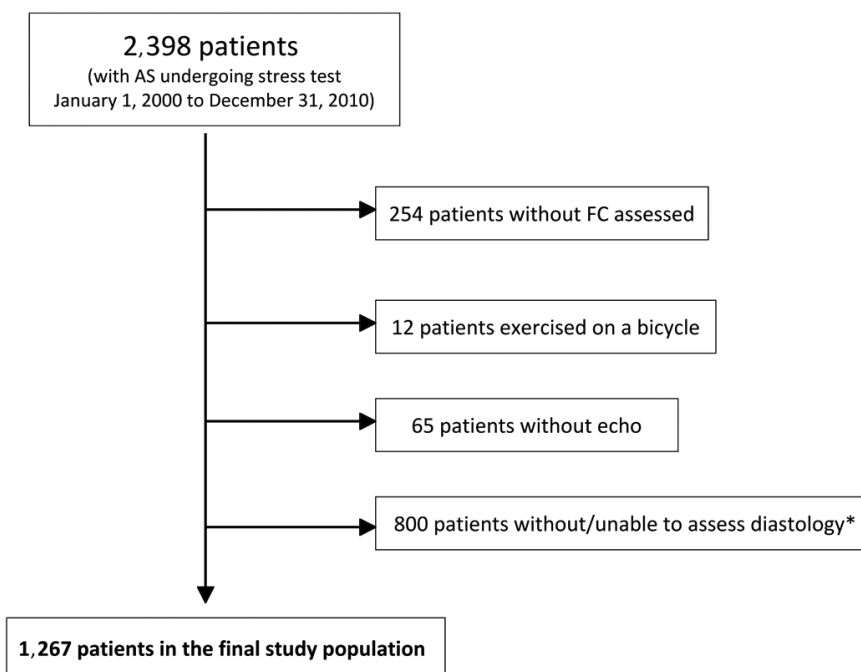 2,398 patients
(with AS undergoing stress test
January 1, 2000 to December 31, 2010)
254 patients without FC assessed
12 patients exercised on a bicycle
65 patients without echo
800 patients without/unable to assess diastology*
1,267 patients in the final study population